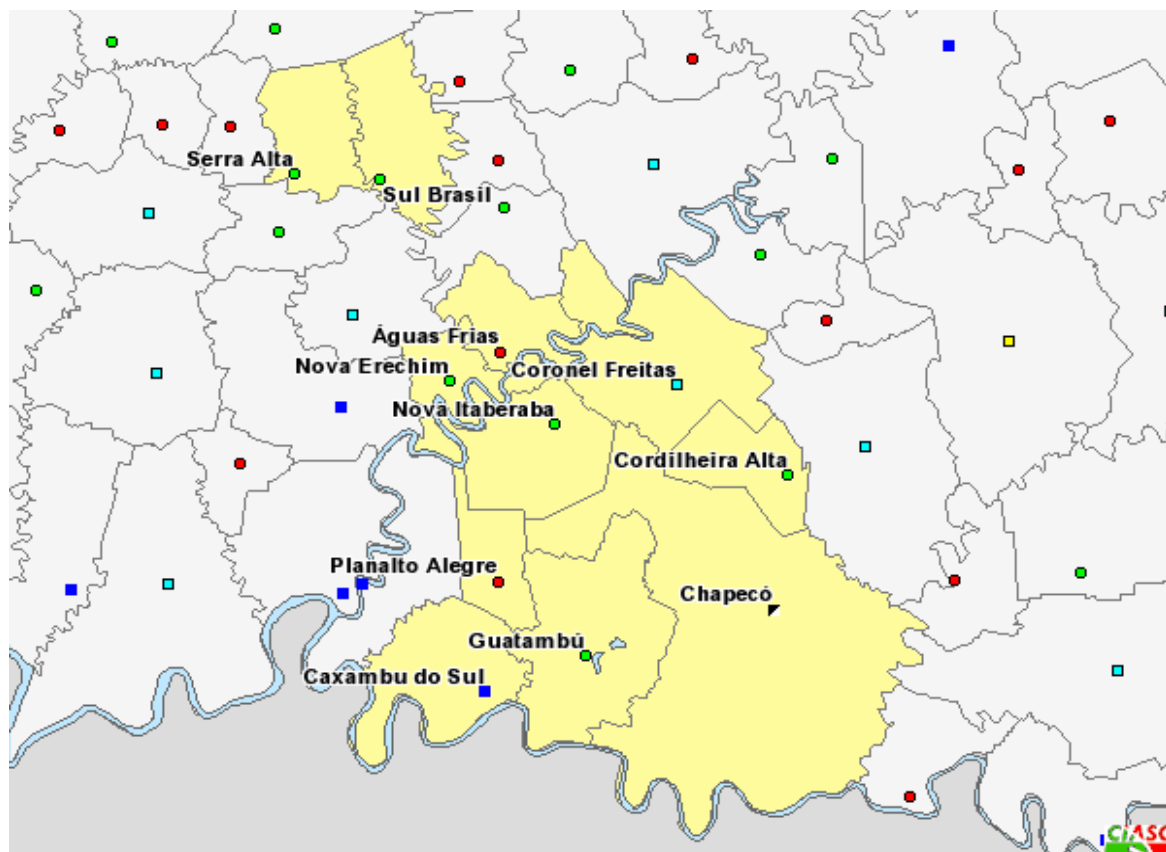 Serra Alta
Sul Brasil
Águas Frias
Nova Erechim
Coronel Freitas
Nova Itaberaba
Cordilheira Alta
Planalto Alegre
Chapecó
Guatambú
Caxambu do Sul
CIASC